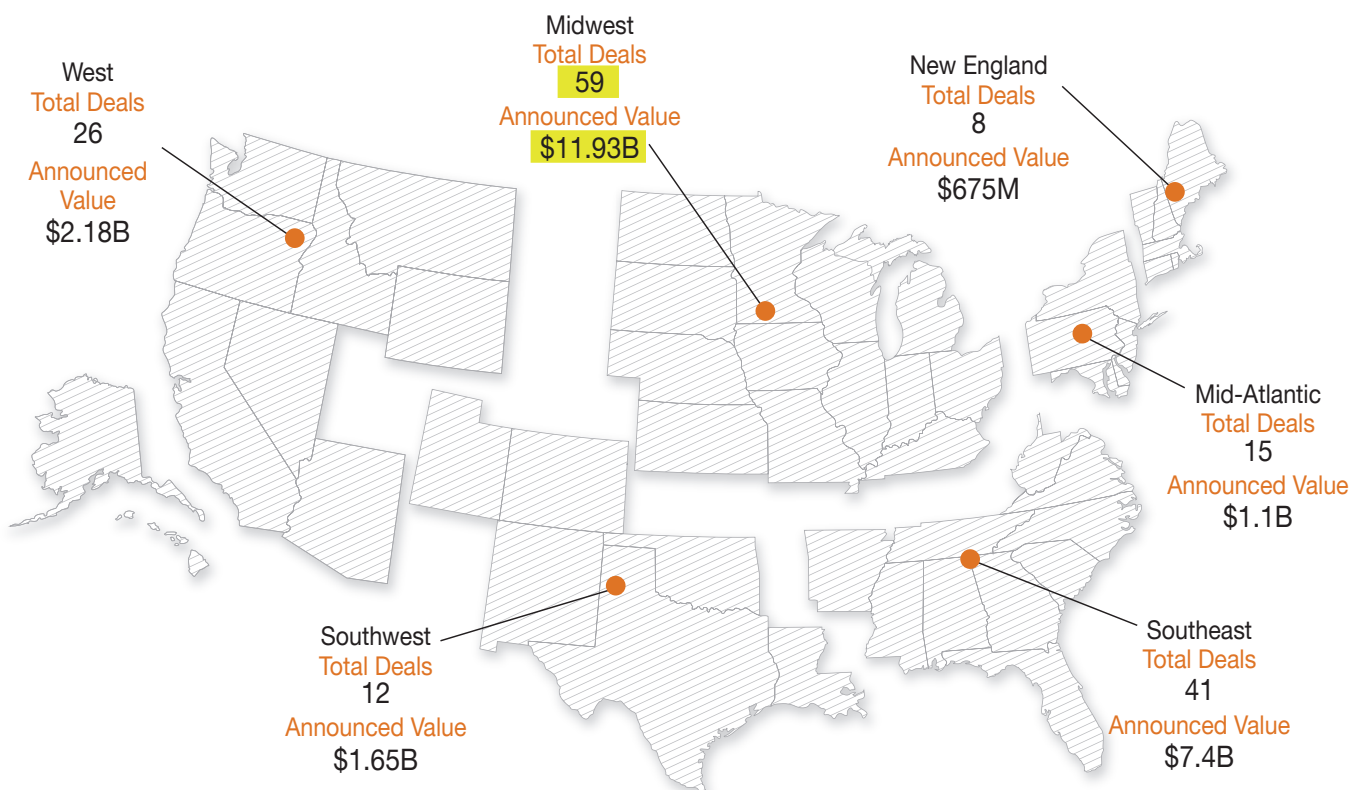 West
Total Deals
26
Announced
Value
$2.18B
Midwest
Total Deals
59
Announced Value
$11.93B
New England
Total Deals
8
Announced Value
$675M
Mid-Atlantic
Total Deals
15
Announced Value
$1.1B
Southwest
Total Deals
12
Announced Value
$1.65B
Southeast
Total Deals
41
Announced Value
$7.4B